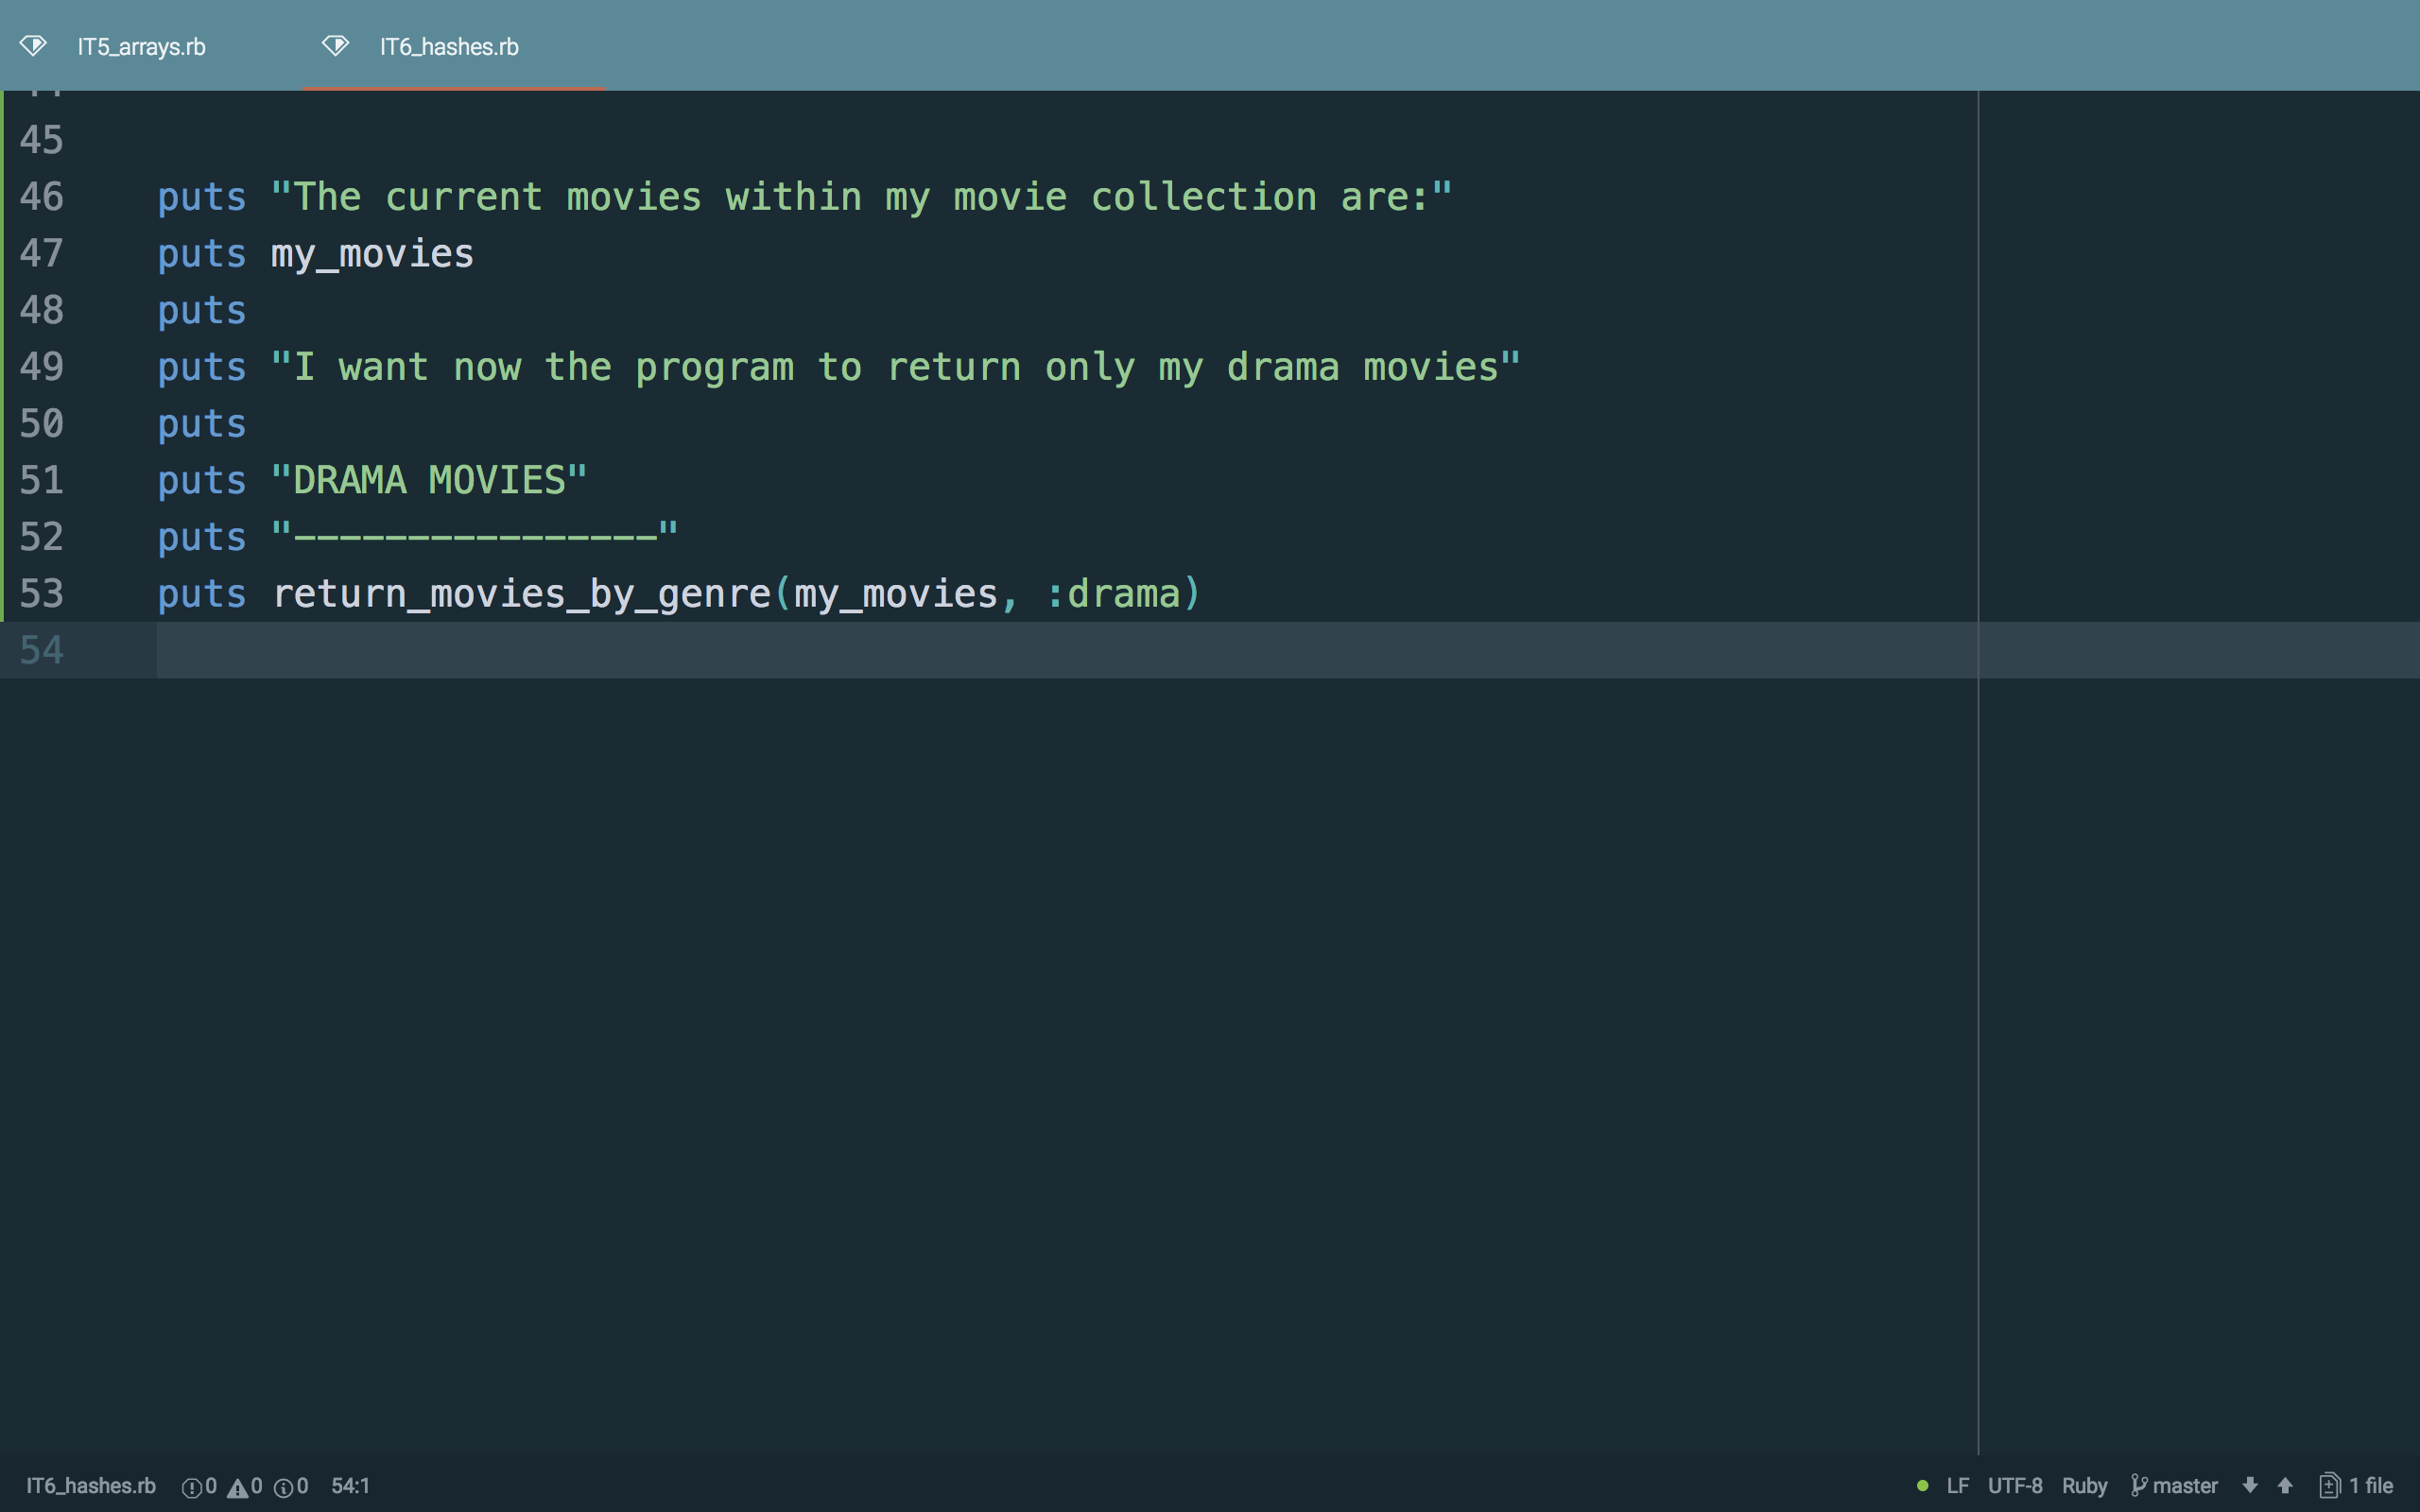 IT5_arrays.rb IT6_hashes.rb
45
46 puts "The current movies within my movie collection are:"
47 puts my_movies
48 puts
49 puts "I want now the program to return only my drama movies"
50 puts
51 puts "DRAMA MOVIES"
52 puts "----------------"
53 puts return_movies_by_genre(my_movies, :drama)
54
IT6_hashes.rb 0 0 0 54:1 LF UTF-8 Ruby master 1 file